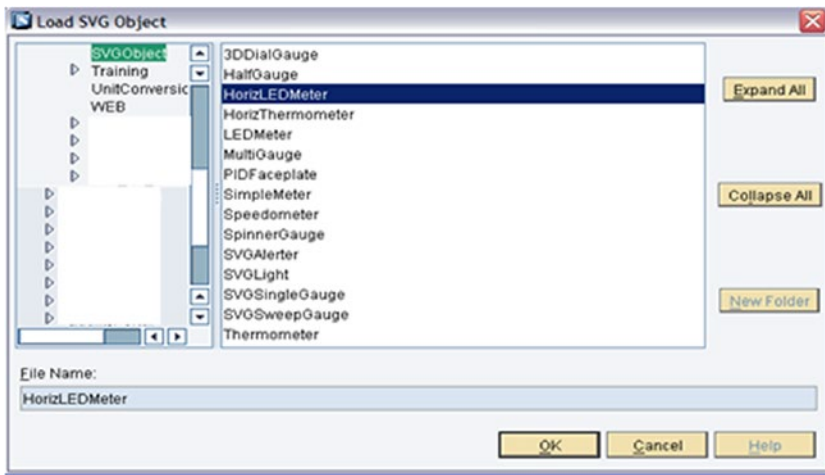 Load SVG Object
SVGObject
Training
UnitConversic
WEB
3DDialGauge
HalfGauge
HorizLEDMeter
HorizThermometer
LEDMeter
MultiGauge
PIDFaceplate
SimpleMeter
Speedometer
SpinnerGauge
SVGAlerter
SVGLight
SVGSingleGauge
SVGSweepGauge
Thermometer
Expand All
Collapse All
New Folder
File Name:
HorizLEDMeter
OK
Cancel
Help